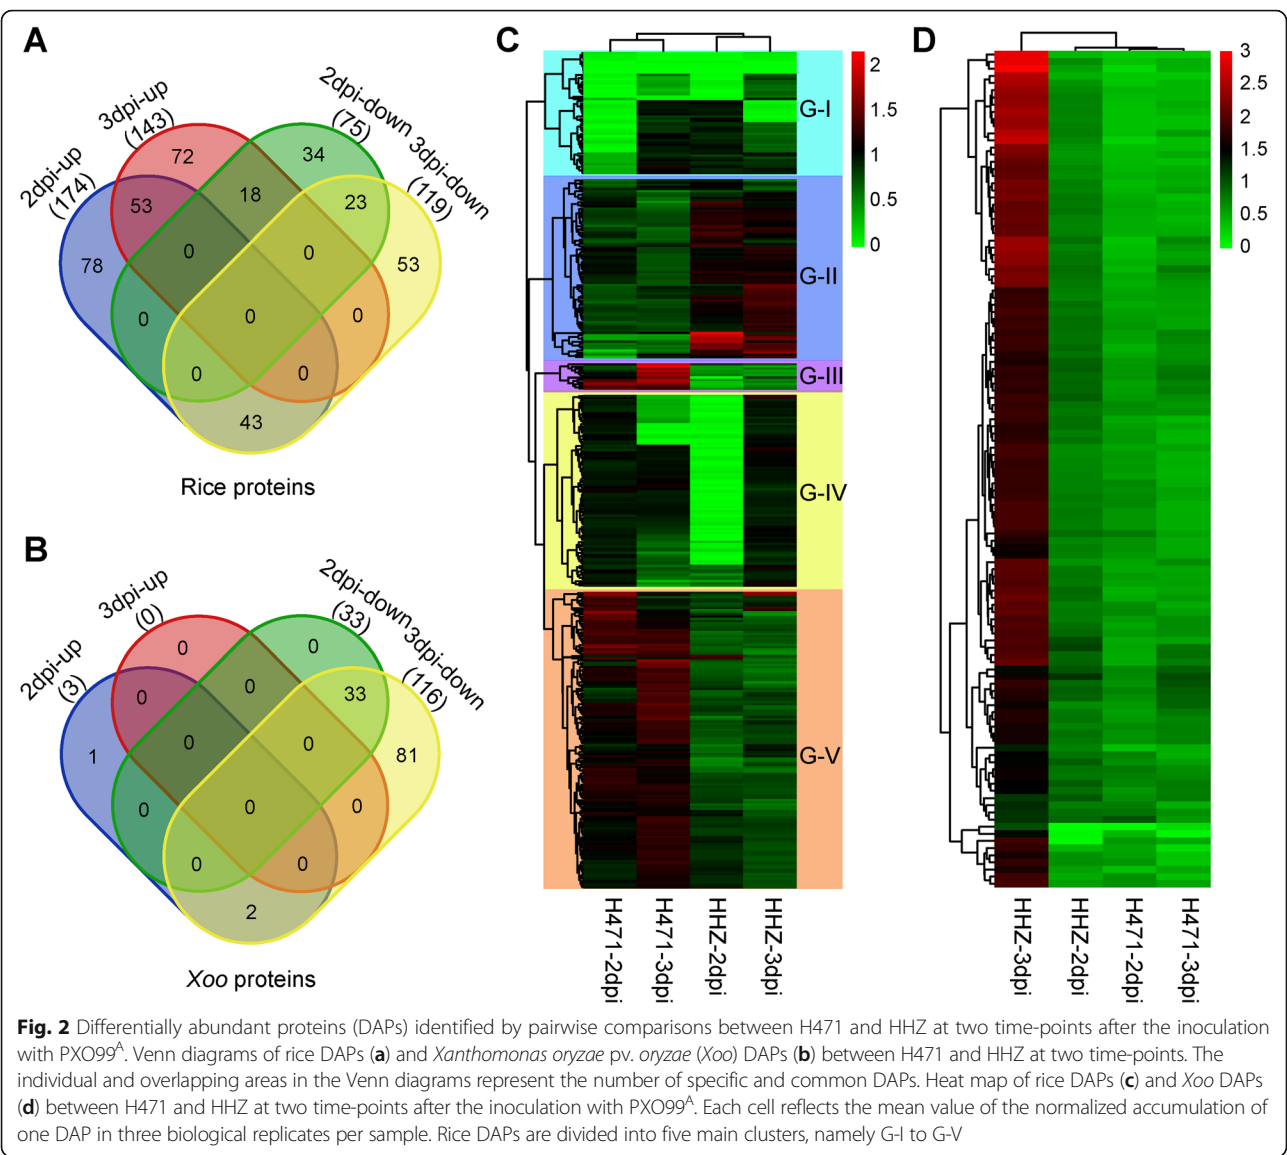 A
2dpi-up
(174)
3dpi-up
(143)
2dpi-down
(75)
3dpi-down
(119)
72
34
53
18
23
78
0
0
53
0
0
0
0
0
43
Rice proteins
B
2dpi-up
(3)
3dpi-up
(0)
2dpi-down
(33)
3dpi-down
(116)
0
0
0
0
33
1
0
0
81
0
0
0
0
0
2
Xoo proteins
C
G-I
G-II
G-III
G-IV
G-V
2
1.5
1
0.5
0
H471-2dpi
H471-3dpi
HHZ-2dpi
HHZ-3dpi
D
3
2.5
2
1.5
1
0.5
0
HHZ-3dpi
HHZ-2dpi
H471-2dpi
H471-3dpi
Fig. 2 Differentially abundant proteins (DAPs) identified by pairwise comparisons between H471 and HHZ at two time-points after the inoculation
with PXO99ᴬ. Venn diagrams of rice DAPs (a) and Xanthomonas oryzae pv. oryzae (Xoo) DAPs (b) between H471 and HHZ at two time-points. The
individual and overlapping areas in the Venn diagrams represent the number of specific and common DAPs. Heat map of rice DAPs (c) and Xoo DAPs
(d) between H471 and HHZ at two time-points after the inoculation with PXO99ᴬ. Each cell reflects the mean value of the normalized accumulation of
one DAP in three biological replicates per sample. Rice DAPs are divided into five main clusters, namely G-I to G-V